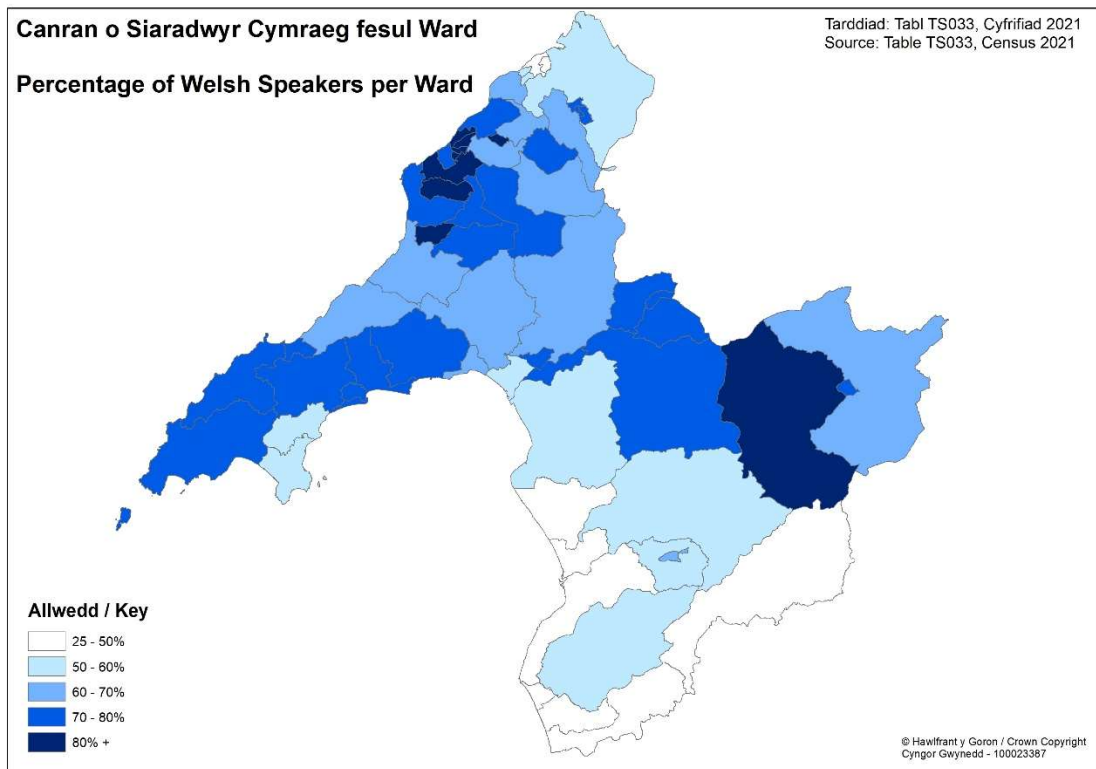 Canran o Siaradwyr Cymraeg fesul Ward
Percentage of Welsh Speakers per Ward
Tarddiad: Tabl TS033, Cyfrifiad 2021
Source: Table TS033, Census 2021
Allwedd / Key
25 - 50%
50 - 60%
60 - 70%
70 - 80%
80% +
© Hawlfrant y Goron / Crown Copyright
Cyngor Gwynedd - 100023387